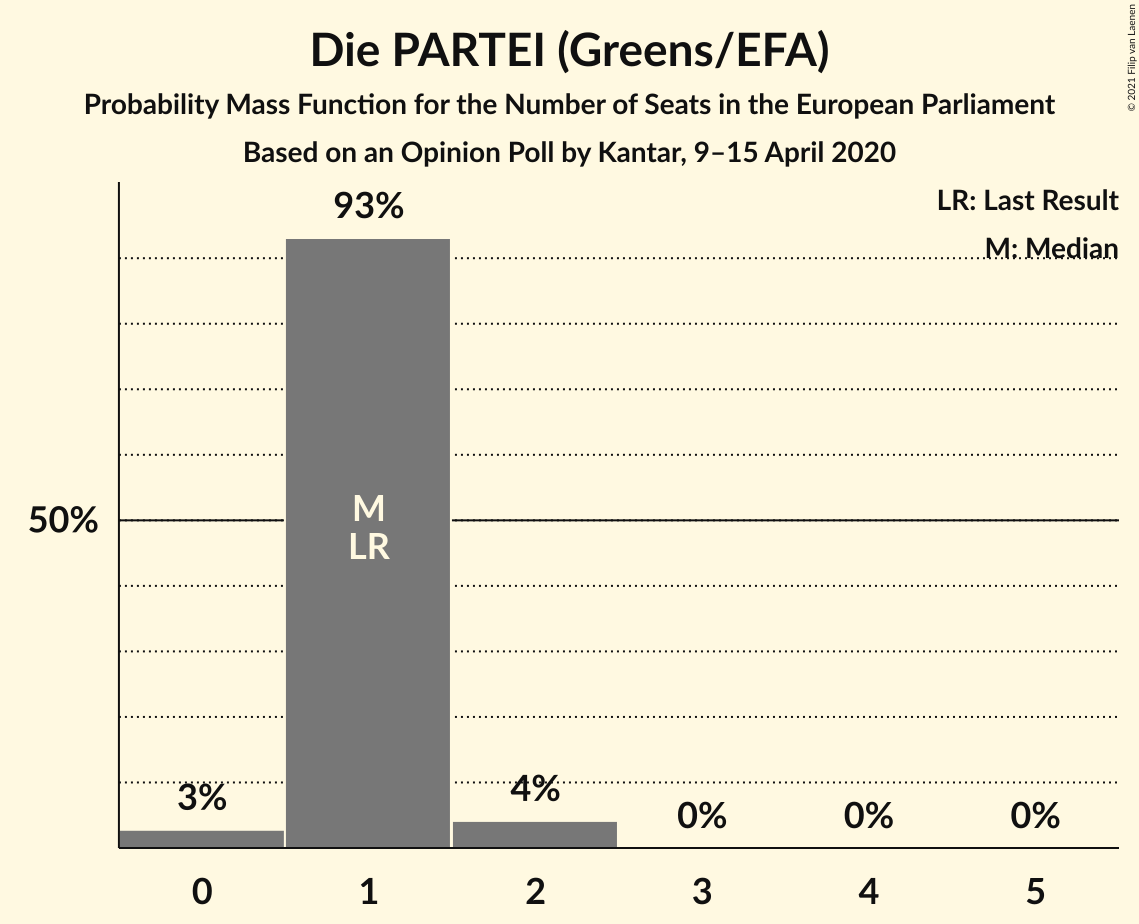 Die PARTEI (Greens/EFA)
Probability Mass Function for the Number of Seats in the European Parliament
Based on an Opinion Poll by Kantar, 9–15 April 2020
© 2021 Filip van Laenen
LR: Last Result
M: Median
93%
50%
M
LR
3%
4%
0%
0%
0%
0
1
2
3
4
5